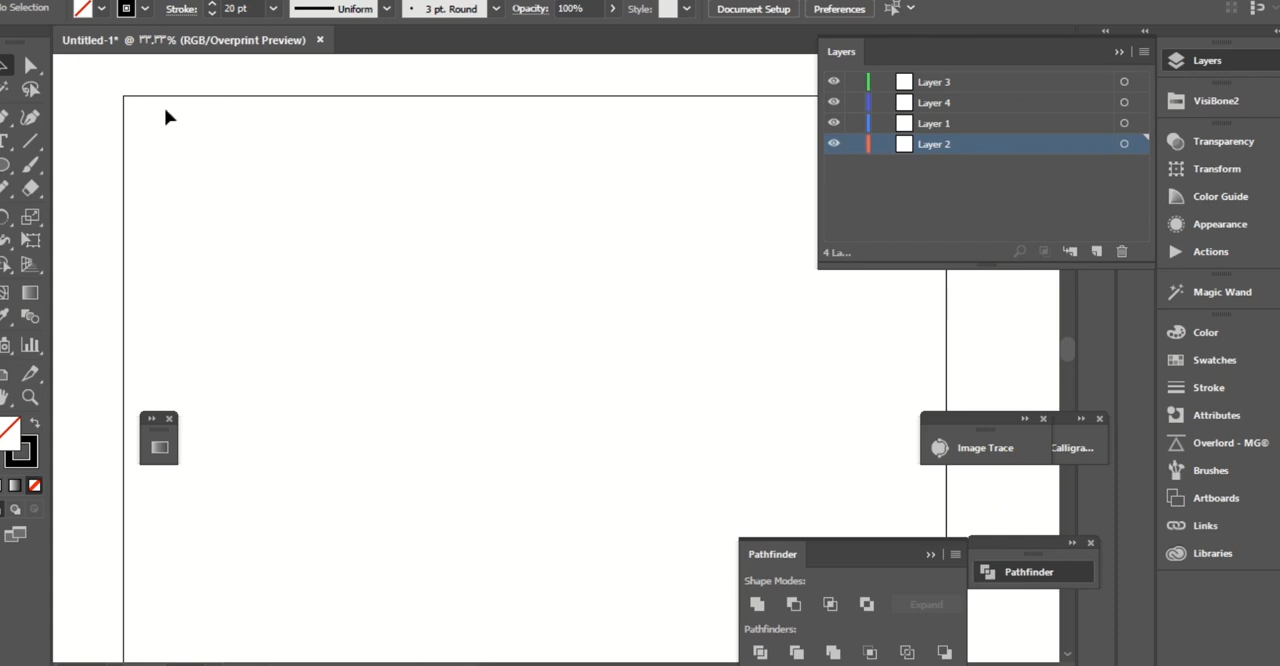 o Selection
Stroke:
20 pt
Uniform
3 pt. Round
Opacity:
100%
Style:
Document Setup
Preferences
Untitled-1* @ ٣٣.٣٣% (RGB/Overprint Preview)
Layers
Layer 3
Layer 4
Layer 1
Layer 2
4 La...
Layers
VisiBone2
Transparency
Transform
Color Guide
Appearance
Actions
Magic Wand
Color
Swatches
Stroke
Attributes
Overlord - MG®
Brushes
Artboards
Links
Libraries
Image Trace
Calligra...
Pathfinder
Shape Modes:
Expand
Pathfinders:
Pathfinder